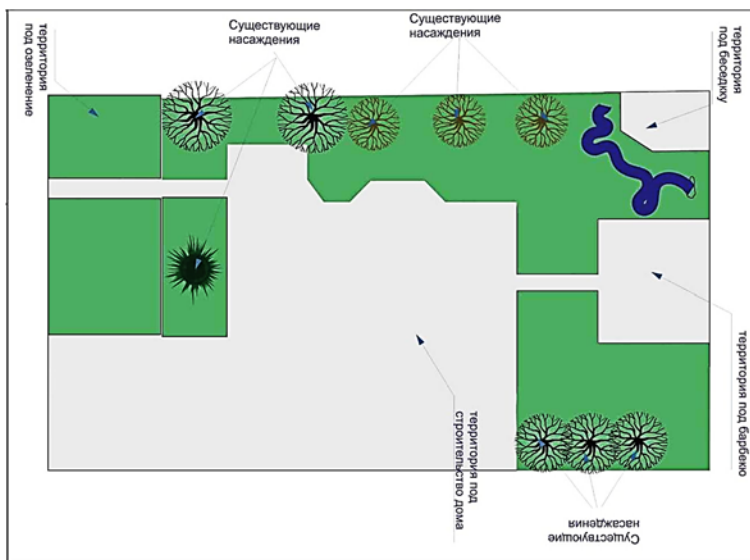 Существующие
насаждения
Существующие
насаждения
территория
под озеленение
территория
под беседку
территория под
строительство дома
территория под барбекю
Существующие
насаждения